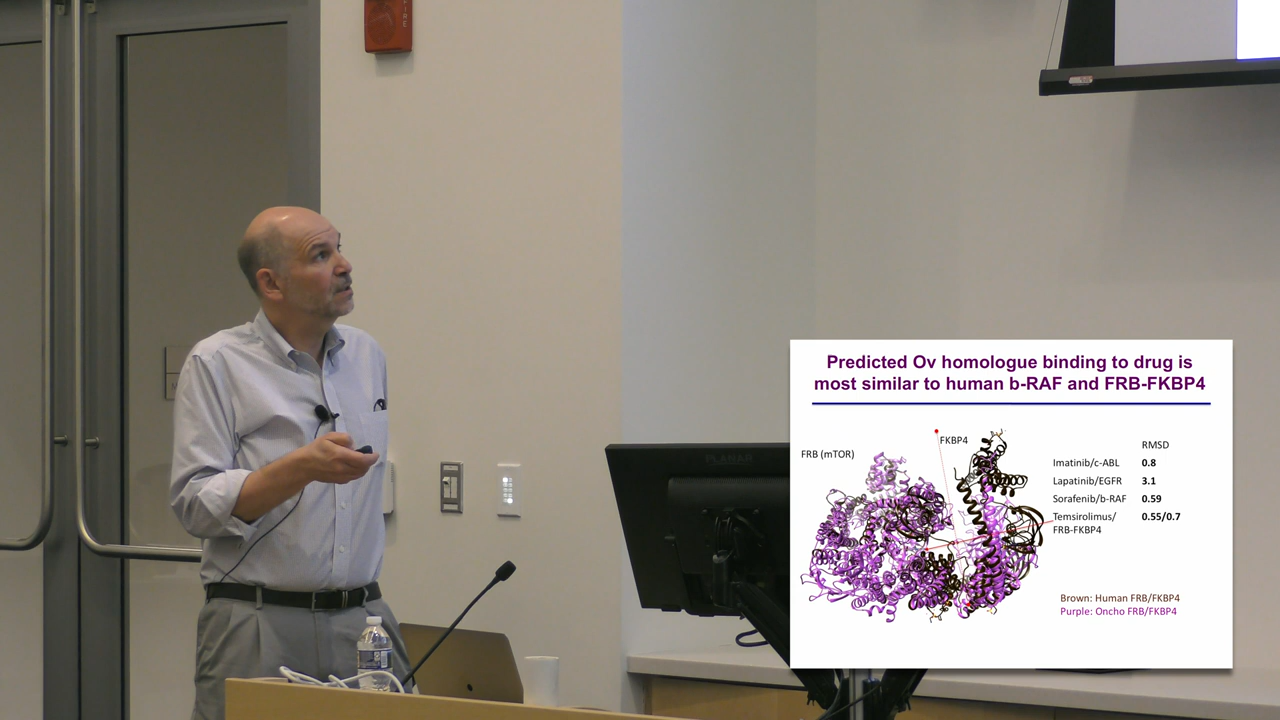 FIRE
PLANAR
Predicted Ov homologue binding to drug is
most similar to human b-RAF and FRB-FKBP4
FKBP4
FRB (mTOR)
RMSD
Imatinib/c-ABL 0.8
Lapatinib/EGFR 3.1
Sorafenib/b-RAF 0.59
Temsirolimus/ 0.55/0.7
FRB-FKBP4
Brown: Human FRB/FKBP4
Purple: Oncho FRB/FKBP4